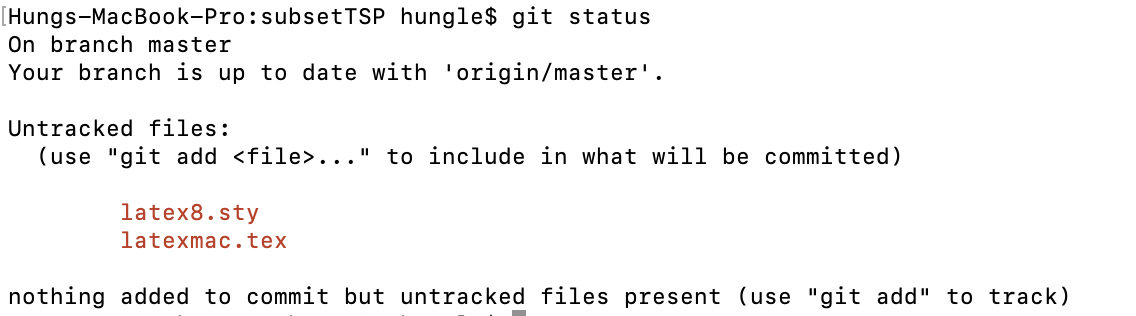 [Hungs-MacBook-Pro:subsetTSP hungle$ git status
On branch master
Your branch is up to date with 'origin/master'.
Untracked files:
(use "git add <file>..." to include in what will be committed)
latex8.sty
latexmac.tex
nothing added to commit but untracked files present (use "git add" to track)